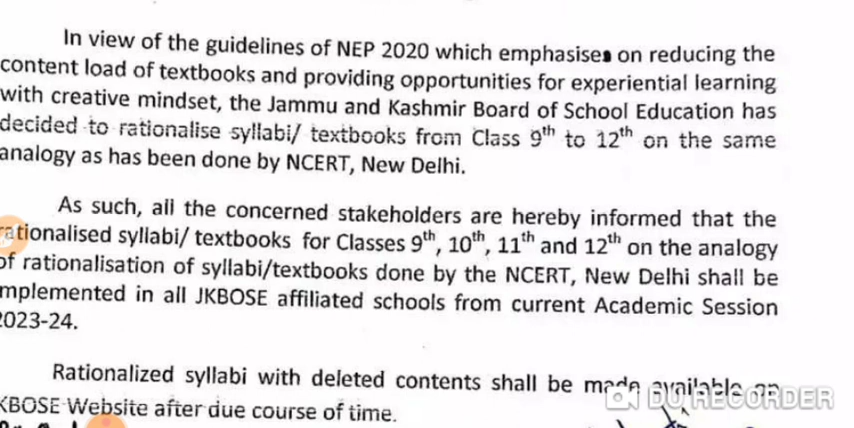 In view of the guidelines of NEP 2020 which emphasises on reducing the
content load of textbooks and providing opportunities for experiential learning
with creative mindset, the Jammu and Kashmir Board of School Education has
decided to rationalise syllabi/ textbooks from Class 9th to 12th on the same
analogy as has been done by NCERT, New Delhi.
As such, all the concerned stakeholders are hereby informed that the
rationalised syllabi/ textbooks for Classes 9th, 10th, 11th and 12th on the analogy
of rationalisation of syllabi/textbooks done by the NCERT, New Delhi shall be
mplemented in all JKBOSE affiliated schools from current Academic Session
2023-24.
Rationalized syllabi with deleted contents shall be made available on
KBOSE Website after due course of time.
DU RECORDER